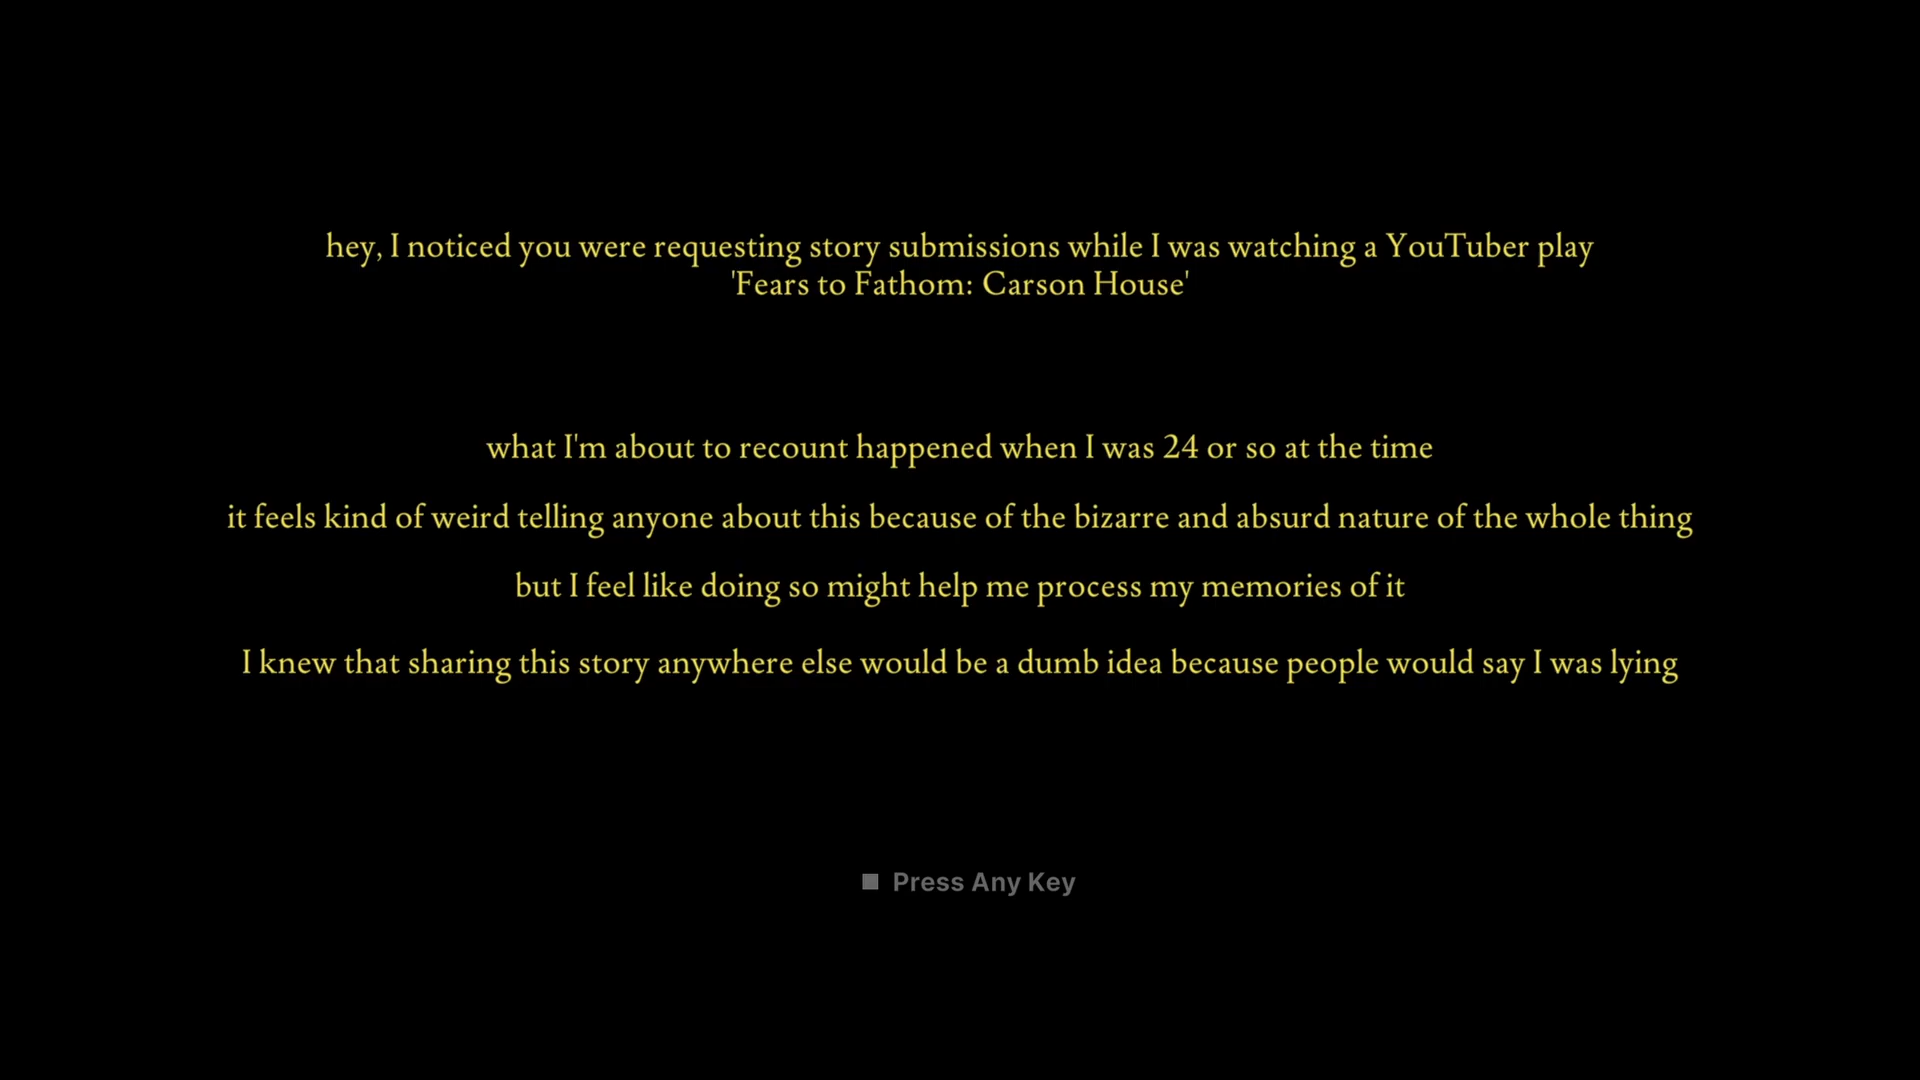 hey, I noticed you were requesting story submissions while I was watching a YouTuber play
'Fears to Fathom: Carson House'
what I'm about to recount happened when I was 24 or so at the time
it feels kind of weird telling anyone about this because of the bizarre and absurd nature of the whole thing
but I feel like doing so might help me process my memories of it
I knew that sharing this story anywhere else would be a dumb idea because people would say I was lying
Press Any Key